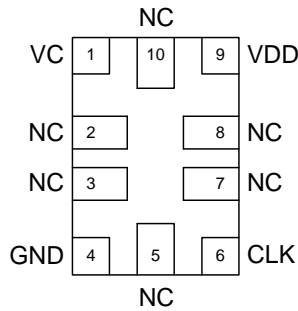 NC
VC 1 10 9 VDD
NC 2 8 NC
NC 3 7 NC
GND 4 5 6 CLK
NC